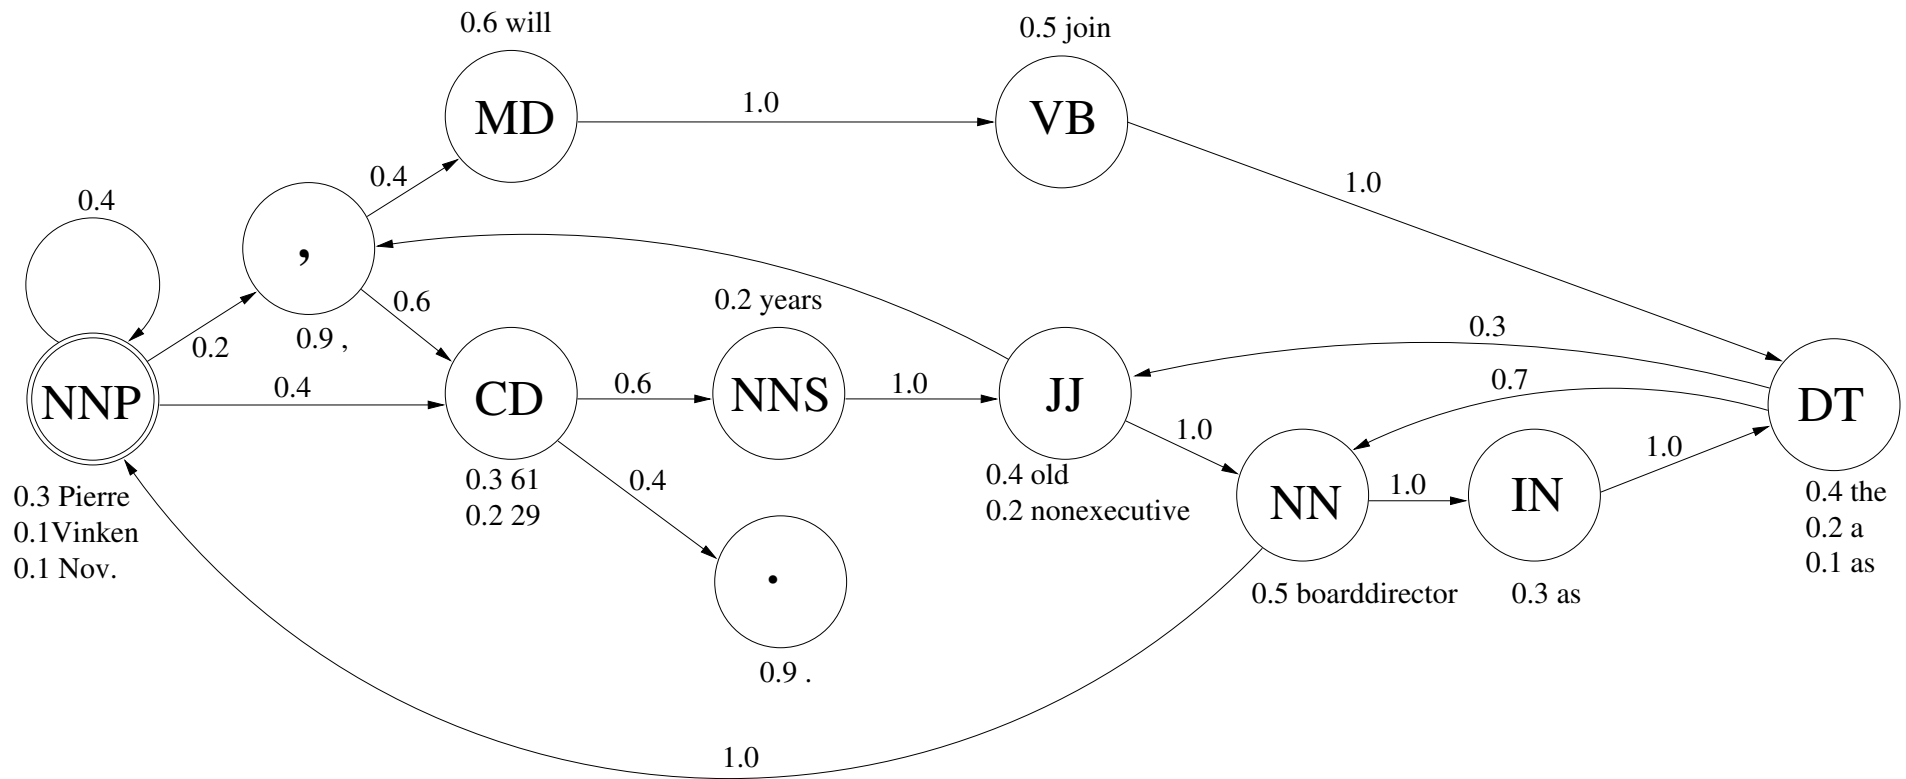 0.6 will
0.5 join
MD
1.0
VB
0.4
1.0
0.4
,
0.6
0.2 years
0.2
0.9 ,
0.3
NNP
0.4
CD
0.6
NNS
1.0
JJ
0.7
DT
1.0
1.0
0.3 Pierre
0.1Vinken
0.1 Nov.
0.3 61
0.2 29
0.4
0.4 old
0.2 nonexecutive
NN
1.0
IN
0.4 the
0.2 a
0.1 as
.
0.5 boarddirector
0.3 as
0.9 .
1.0